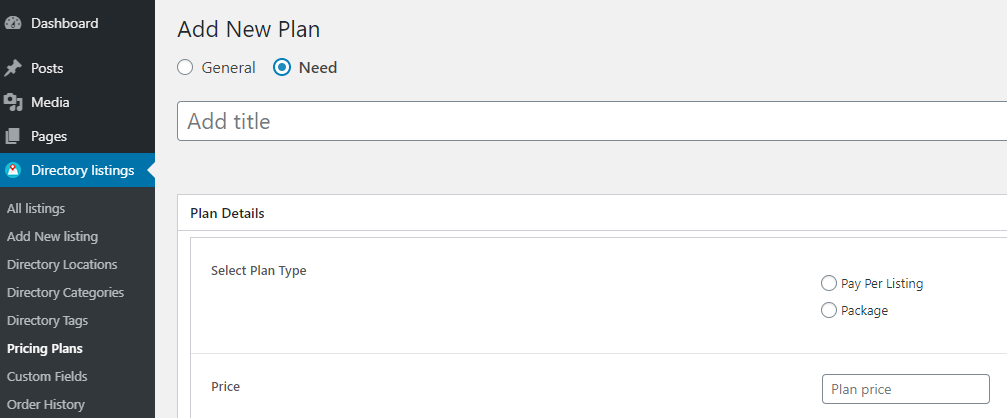 Dashboard
Posts
Media
Pages
Directory listings
All listings
Add New listing
Directory Locations
Directory Categories
Directory Tags
Pricing Plans
Custom Fields
Order History
Add New Plan
General Need
Add title
Plan Details
Select Plan Type
Pay Per Listing
Package
Price
Plan price